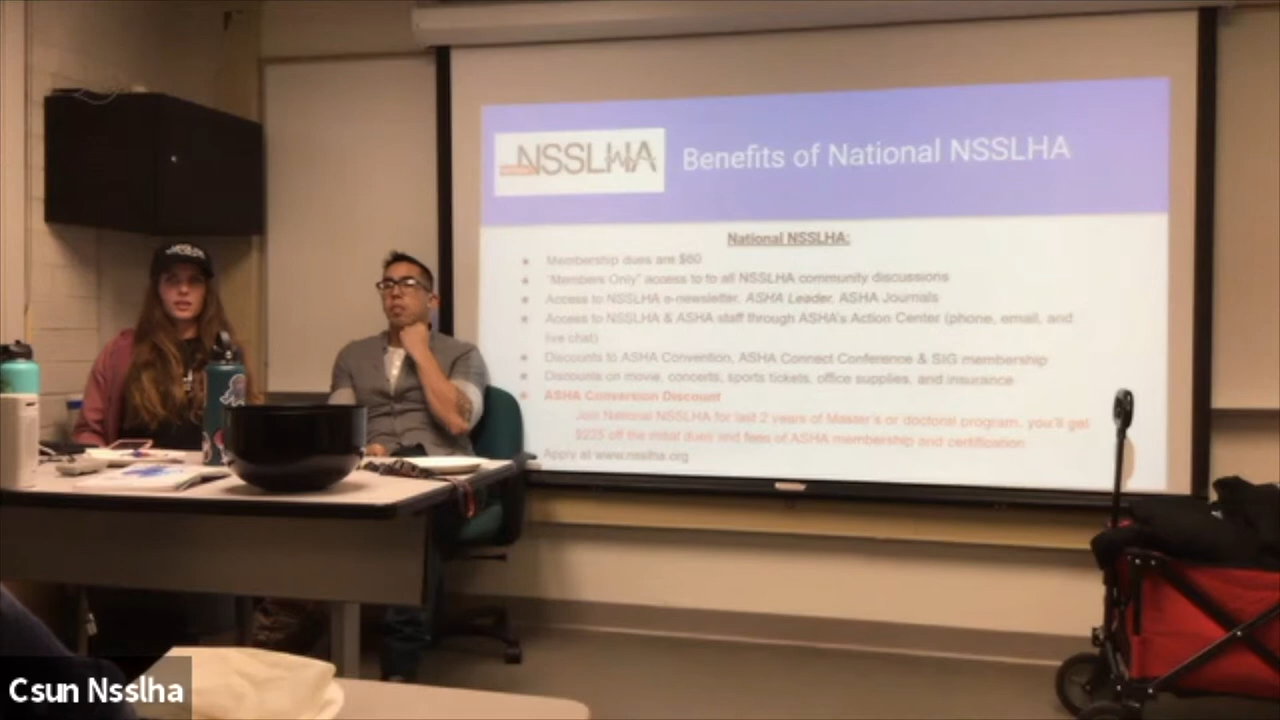 NSSLHA
Benefits of National NSSLHA
National NSSLHA:
Membership dues are $60
"Members Only" access to to all NSSLHA community discussions
Access to NSSLHA e-newsletter, ASHA Leader, ASHA Journals
Access to NSSLHA & ASHA staff through ASHA's Action Center (phone, email, and
live chat)
Discounts to ASHA Convention, ASHA Connect Conference & SIG membership
Discounts on movie, concerts, sports tickets, office supplies, and insurance
ASHA Conversion Discount
Join National NSSLHA for last 2 years of Master's or doctoral program, you'll get
$225 off the initial dues and fees of ASHA membership and certification
Apply at www.nsslha.org
Csun Nsslha